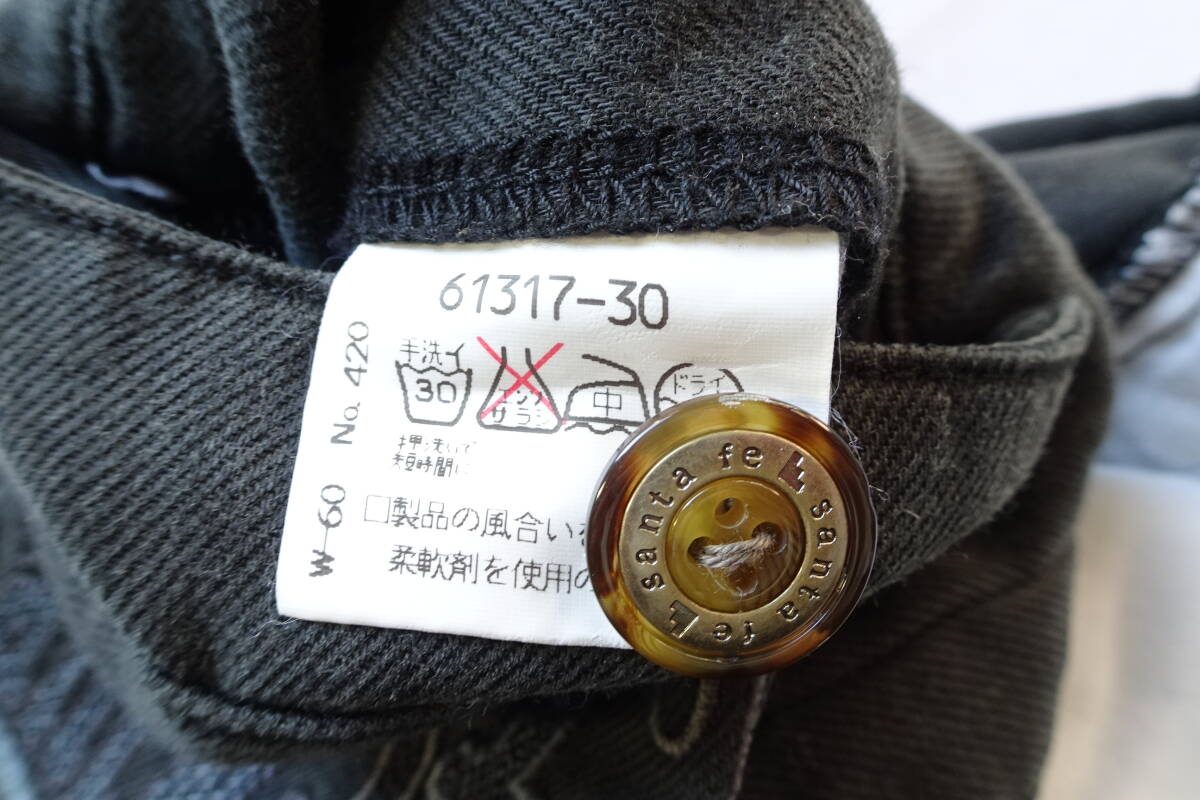 61317-30
手洗イ
30
エンソ
サラシ
中
ドライ
押洗いで
短時間に
□製品の風合いを
柔軟剤を使用の
W-60 No. 420
santa fe santa fe